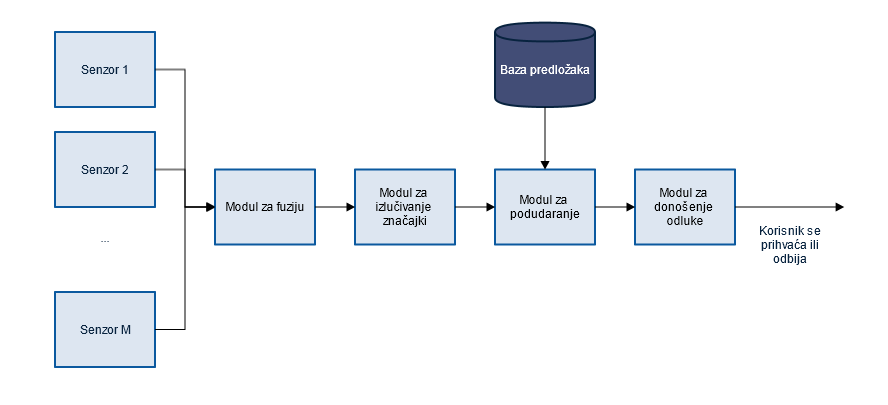 Senzor 1
Senzor 2
...
Senzor M
Modul za fuziju
Modul za
izlučivanje
značajki
Baza predložaka
Modul za
podudaranje
Modul za
donošenje
odluke
Korisnik se
prihvaća ili
odbija